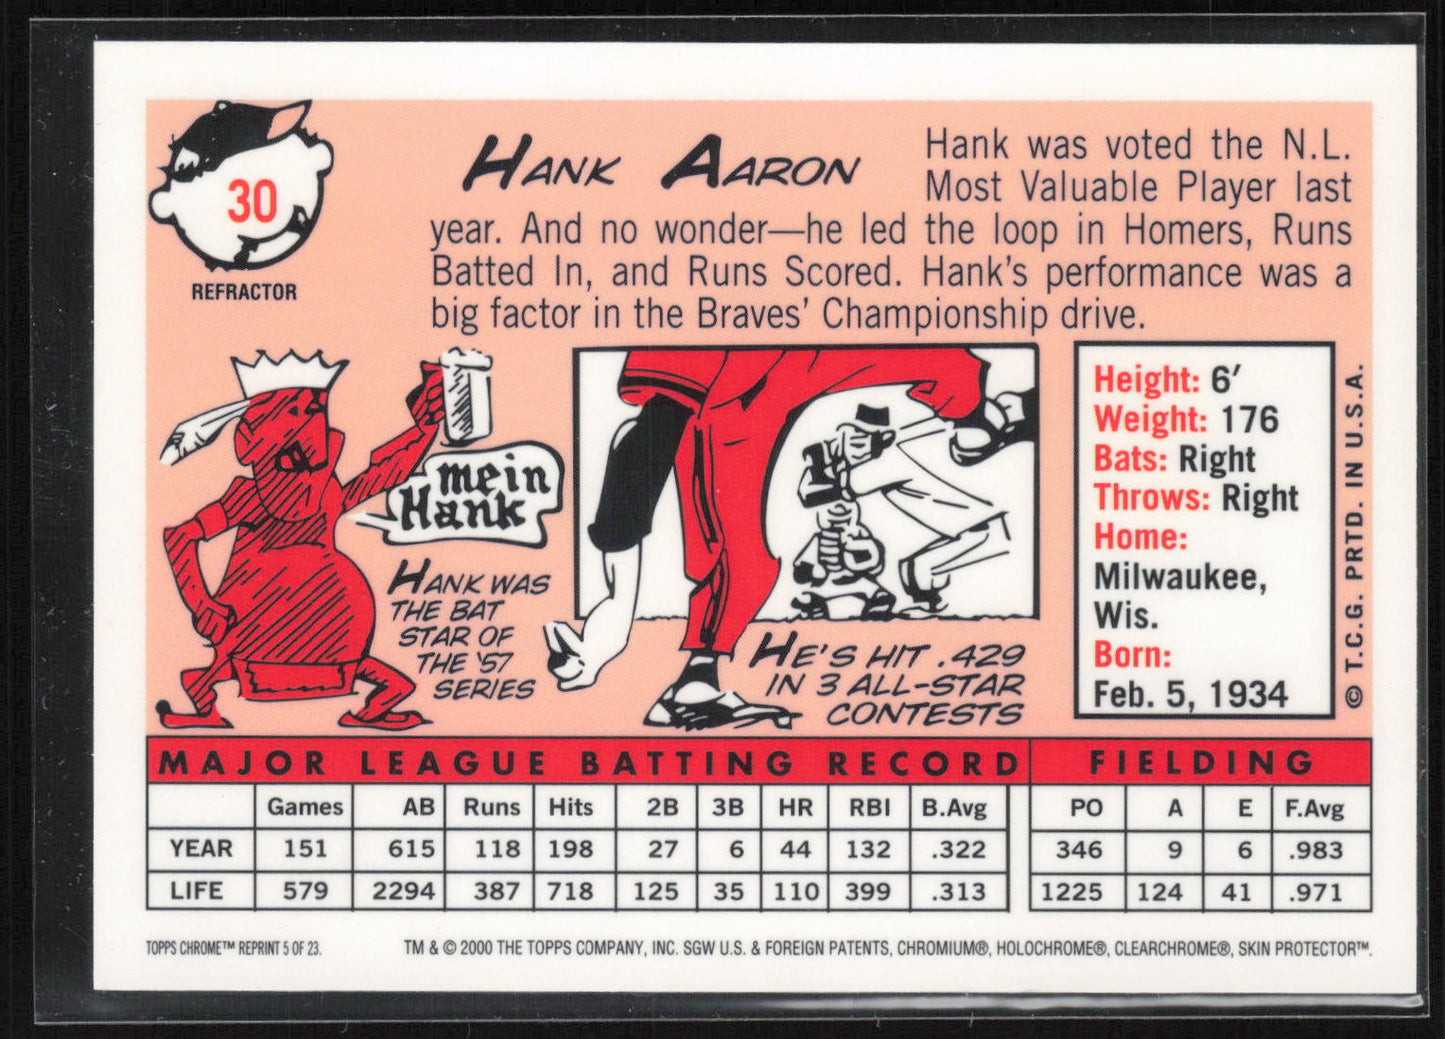 30
REFRACTOR
HANK AARON
Hank was voted the N.L.
Most Valuable Player last
year. And no wonder—he led the loop in Homers, Runs
Batted In, and Runs Scored. Hank's performance was a
big factor in the Braves' Championship drive.
mein
Hank
HANK WAS
THE BAT
STAR OF
THE '57
SERIES
HE'S HIT .429
IN 3 ALL-STAR
CONTESTS
Height: 6′
Weight: 176
Bats: Right
Throws: Right
Home:
Milwaukee,
Wis.
Born:
Feb. 5, 1934
© T.C.G. PRTD. IN U.S.A.
MAJOR LEAGUE BATTING RECORD FIELDING
Games AB Runs Hits 2B 3B HR RBI B.Avg PO A E F.Avg
YEAR 151 615 118 198 27 6 44 132 .322 346 9 6 .983
LIFE 579 2294 387 718 125 35 110 399 .313 1225 124 41 .971
TOPPS CHROME™ REPRINT 5 OF 23. TM & © 2000 THE TOPPS COMPANY, INC. SGW U.S. & FOREIGN PATENTS, CHROMIUM®, HOLOCHROME®, CLEARCHROME®, SKIN PROTECTOR™.